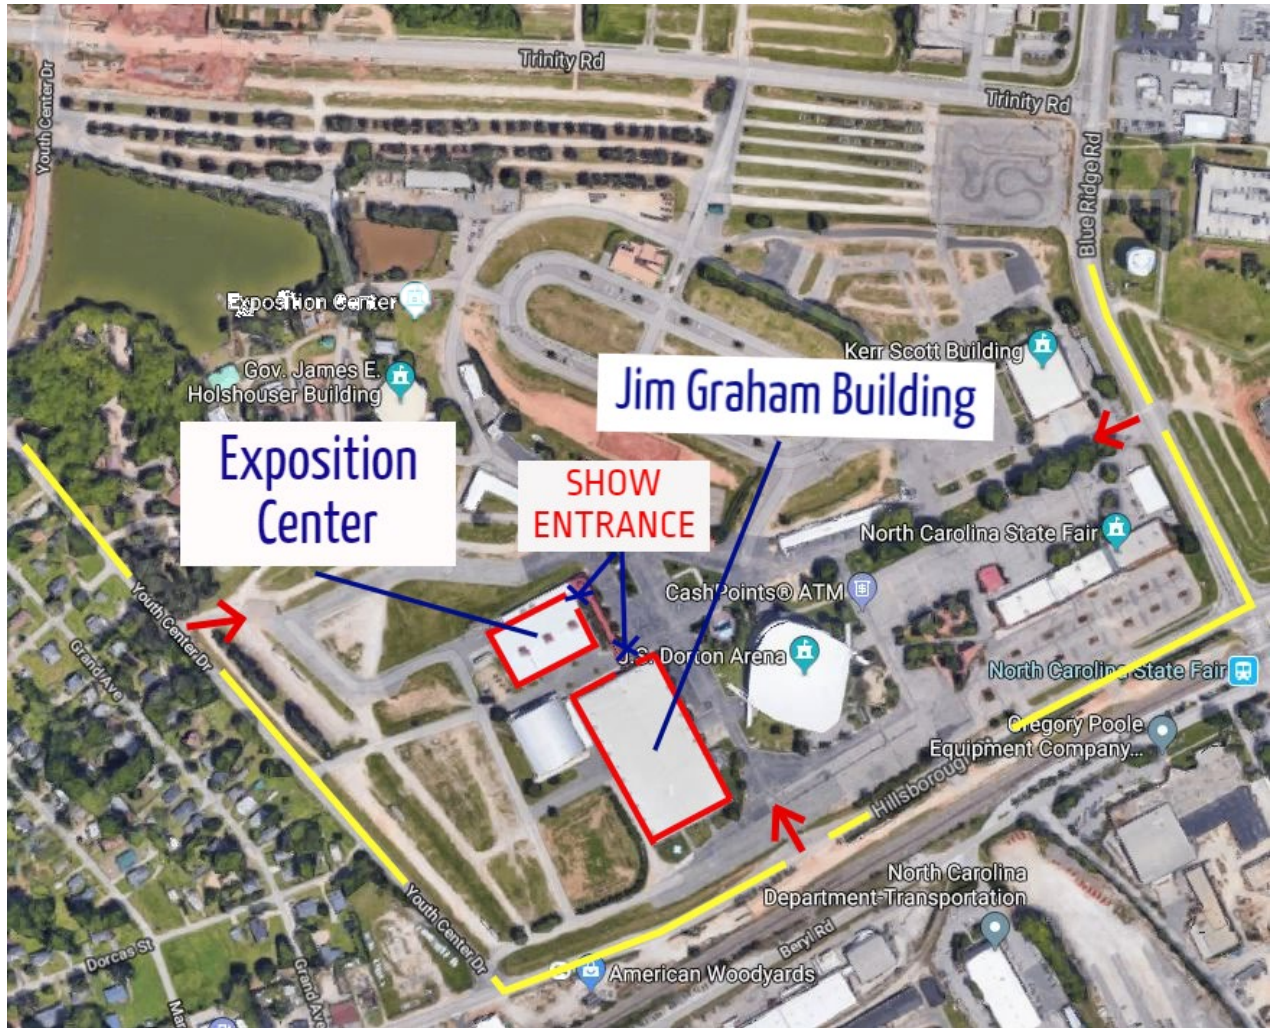 Trinity Rd
Trinity Rd
Youth Center Dr
Blue Ridge Rd
Exposition Center
Gov. James E.
Holshouser Building
Kerr Scott Building
Jim Graham Building
Exposition
Center
SHOW
ENTRANCE
North Carolina State Fair
CashPoints® ATM
Youth Center Dr
Grand Ave
J.S. Dorton Arena
North Carolina State Fair
Gregory Poole
Equipment Company...
Hillsborough
North Carolina
Department-Transportation
Youth Center Dr
Beryl Rd
Dorcas St
Grand Ave
American Woodyards